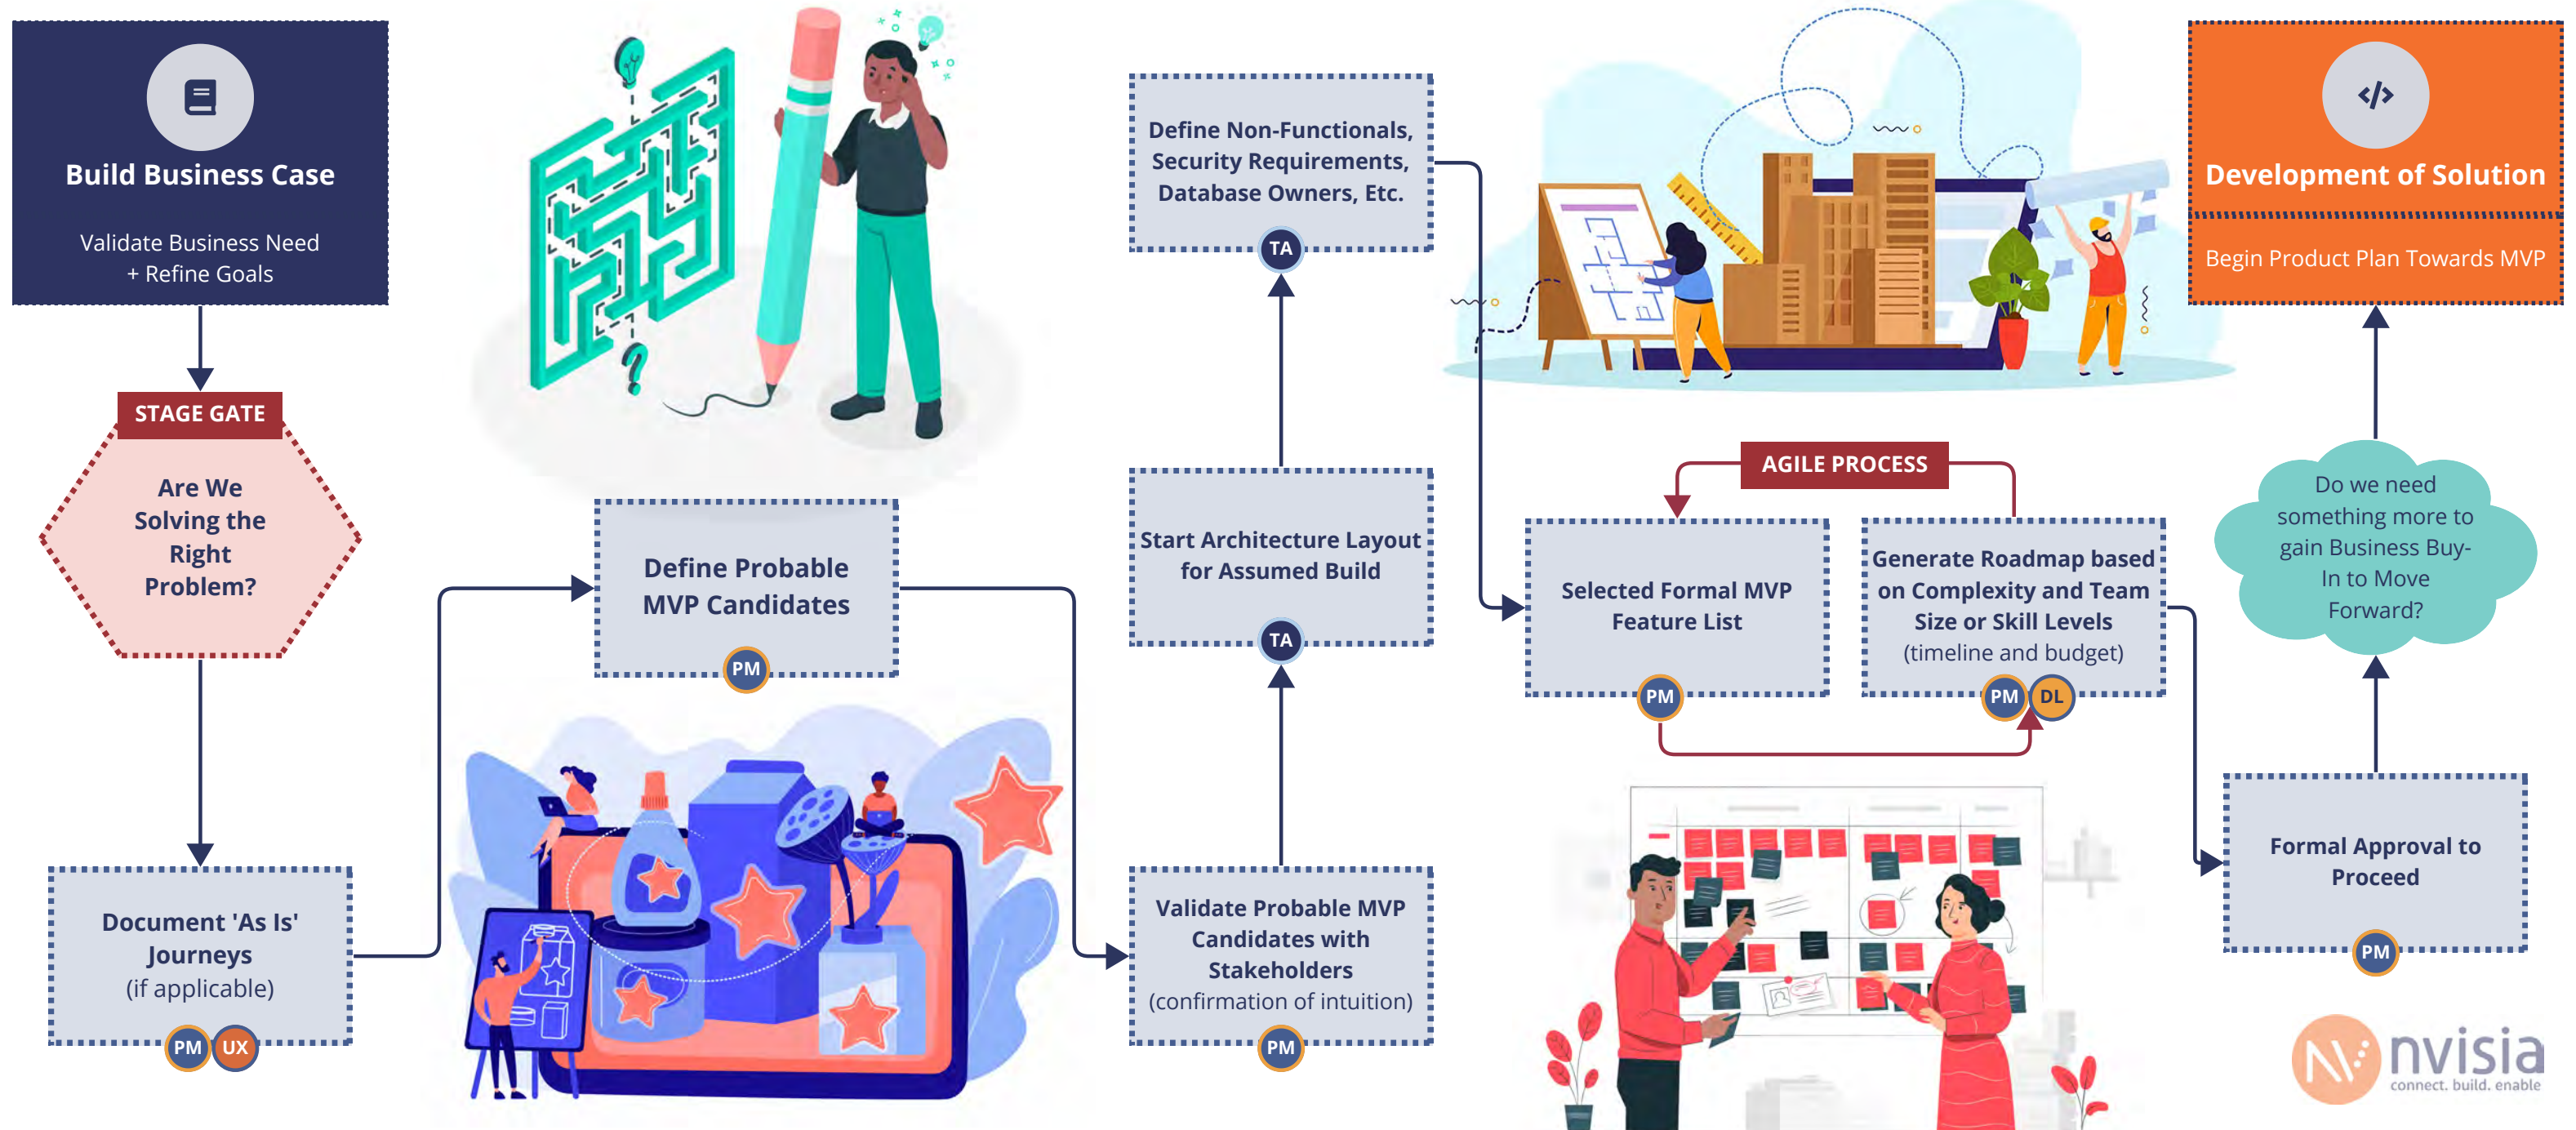 Build Business Case
Validate Business Need
+ Refine Goals
STAGE GATE
Are We
Solving the
Right
Problem?
Document 'As Is'
Journeys
(if applicable)
PM
UX
Define Probable
MVP Candidates
PM
Validate Probable MVP
Candidates with
Stakeholders
(confirmation of intuition)
PM
Start Architecture Layout
for Assumed Build
TA
Define Non-Functionals,
Security Requirements,
Database Owners, Etc.
TA
AGILE PROCESS
Selected Formal MVP
Feature List
PM
Generate Roadmap based
on Complexity and Team
Size or Skill Levels
(timeline and budget)
PM
DL
Formal Approval to
Proceed
PM
Do we need
something more to
gain Business Buy-
In to Move
Forward?
Development of Solution
Begin Product Plan Towards MVP
nvisia
connect. build. enable